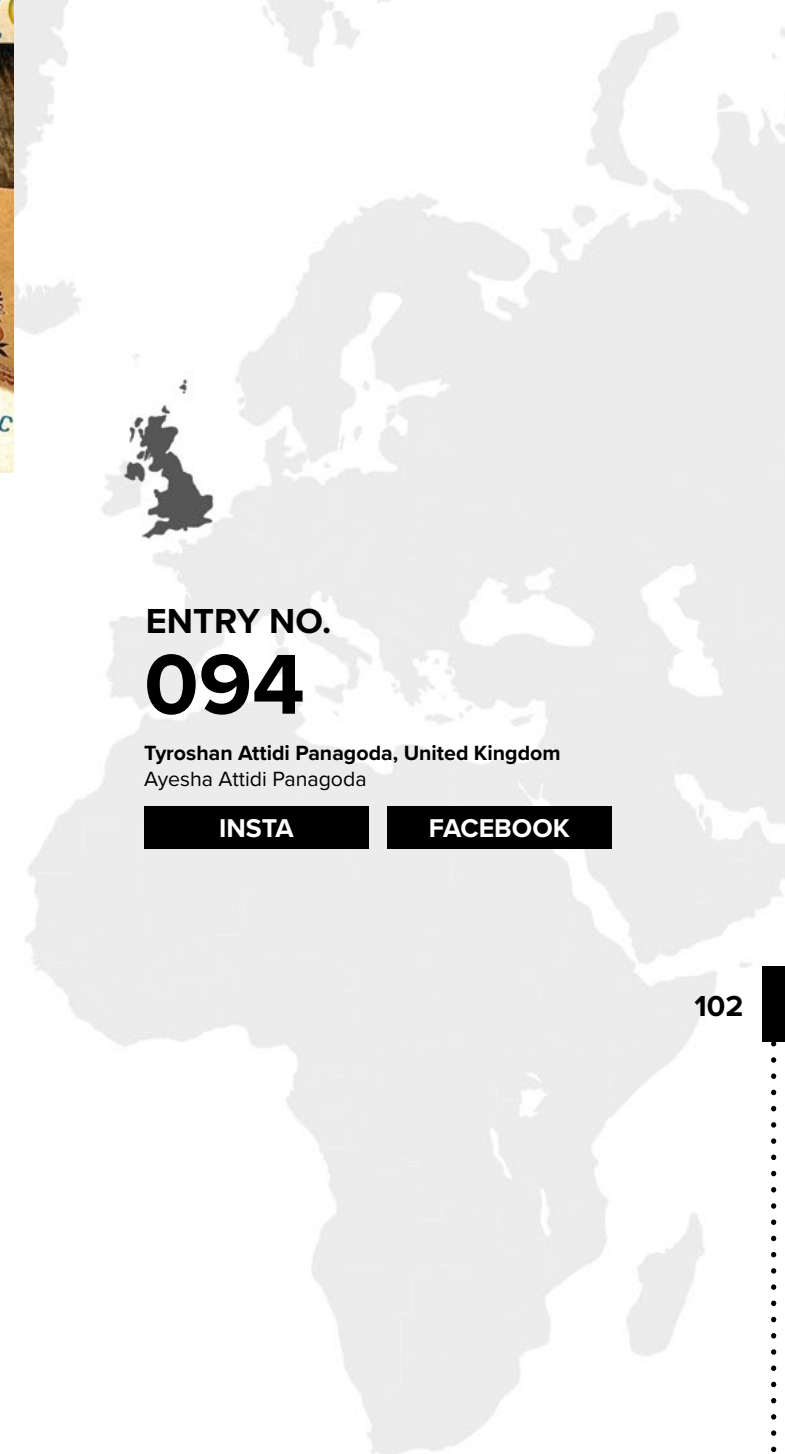 ENTRY NO.
094
Tyroshan Attidi Panagoda, United Kingdom
Ayesha Attidi Panagoda
INSTA FACEBOOK
102